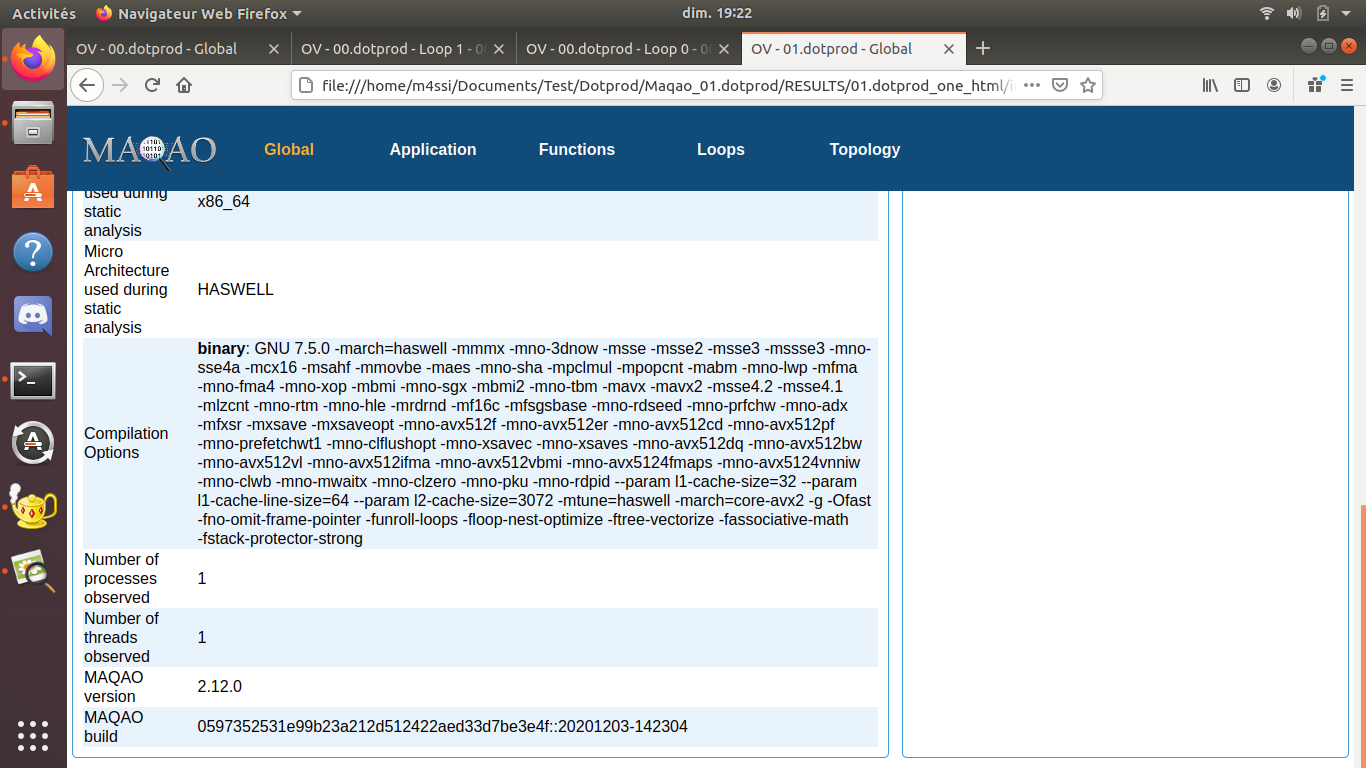 Activités
Navigateur Web Firefox
dim. 19:22
OV - 00.dotprod - Global
OV - 00.dotprod - Loop 1 - 00
OV - 00.dotprod - Loop 0 - 00
OV - 01.dotprod - Global
file:///home/m4ssi/Documents/Test/Dotprod/Maqao_01.dotprod/RESULTS/01.dotprod_one_html/i
MAQAO
Global
Application
Functions
Loops
Topology
used during
static
analysis
x86_64
Micro
Architecture
used during
static
analysis
HASWELL
Compilation
Options
binary: GNU 7.5.0 -march=haswell -mmmx -mno-3dnow -msse -msse2 -msse3 -mssse3 -mno-
sse4a -mcx16 -msahf -mmovbe -maes -mno-sha -mpclmul -mpopcnt -mabm -mno-lwp -mfma
-mno-fma4 -mno-xop -mbmi -mno-sgx -mbmi2 -mno-tbm -mavx -mavx2 -msse4.2 -msse4.1
-mlzcnt -mno-rtm -mno-hle -mrdrnd -mf16c -mfsgsbase -mno-rdseed -mno-prfchw -mno-adx
-mfxsr -mxsave -mxsaveopt -mno-avx512f -mno-avx512er -mno-avx512cd -mno-avx512pf
-mno-prefetchwt1 -mno-clflushopt -mno-xsavec -mno-xsaves -mno-avx512dq -mno-avx512bw
-mno-avx512vl -mno-avx512ifma -mno-avx512vbmi -mno-avx5124fmaps -mno-avx5124vnniw
-mno-clwb -mno-mwaitx -mno-clzero -mno-pku -mno-rdpid --param l1-cache-size=32 --param
l1-cache-line-size=64 --param l2-cache-size=3072 -mtune=haswell -march=core-avx2 -g -Ofast
-fno-omit-frame-pointer -funroll-loops -floop-nest-optimize -ftree-vectorize -fassociative-math
-fstack-protector-strong
Number of
processes
observed
1
Number of
threads
observed
1
MAQAO
version
2.12.0
MAQAO
build
0597352531e99b23a212d512422aed33d7be3e4f::20201203-142304